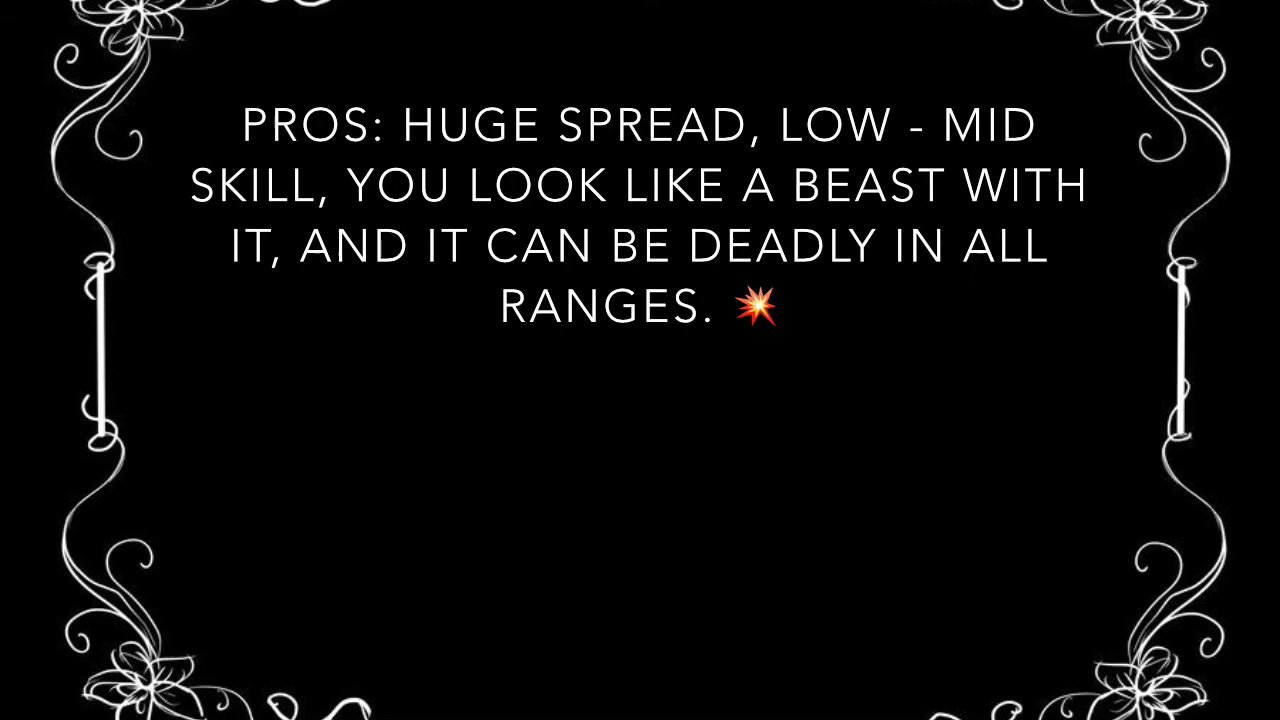 PROS: HUGE SPREAD, LOW - MID
SKILL, YOU LOOK LIKE A BEAST WITH
IT, AND IT CAN BE DEADLY IN ALL
RANGES. 💥